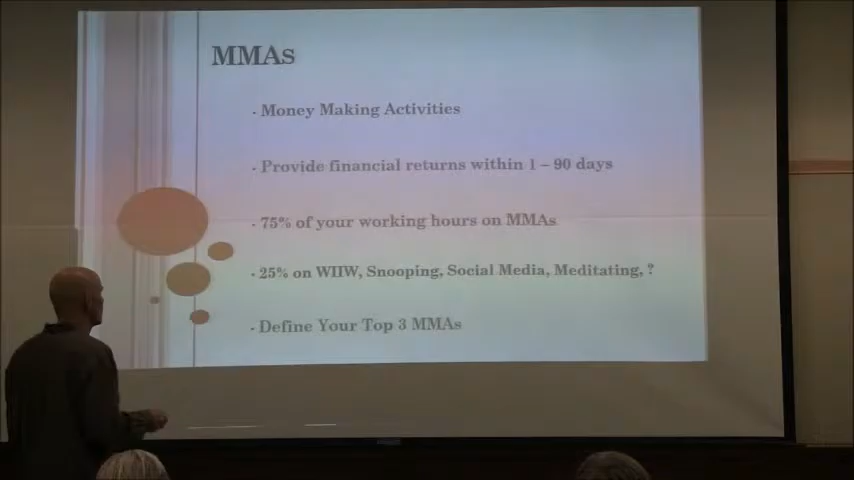 MMAs
- Money Making Activities
- Provide financial returns within 1 – 90 days
- 75% of your working hours on MMAs
- 25% on WIIW, Snooping, Social Media, Meditating, ?
- Define Your Top 3 MMAs